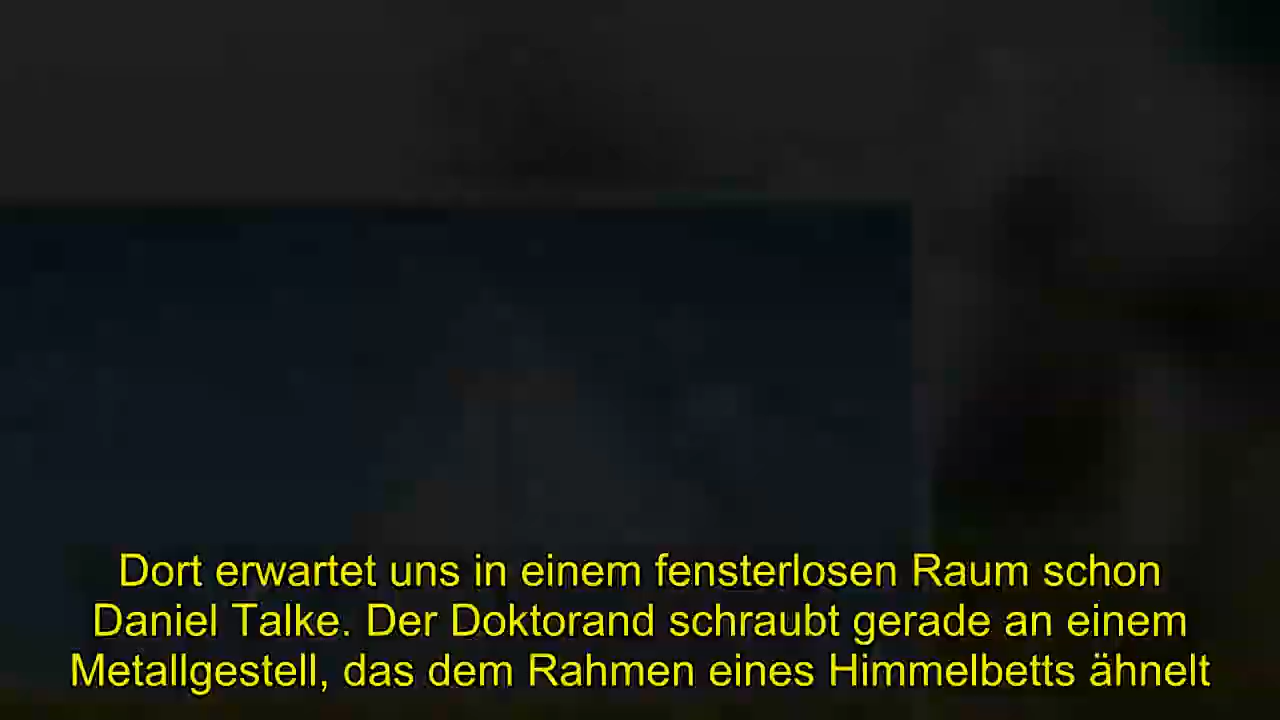 Dort erwartet uns in einem fensterlosen Raum schon
Daniel Talke. Der Doktorand schraubt gerade an einem
Metallgestell, das dem Rahmen eines Himmelbetts ähnelt